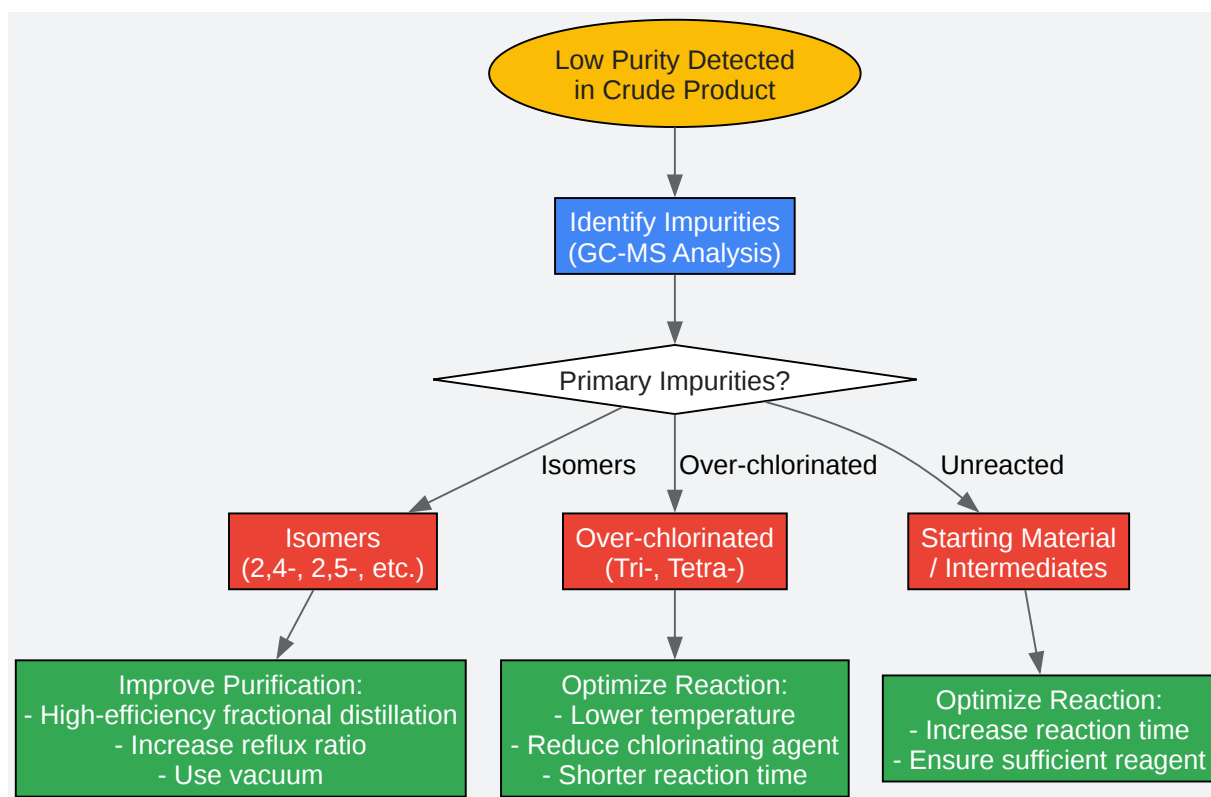 Low Purity Detected
in Crude Product
Identify Impurities
(GC-MS Analysis)
Primary Impurities?
Isomers
Over-chlorinated
Unreacted
Isomers
(2,4-, 2,5-, etc.)
Over-chlorinated
(Tri-, Tetra-)
Starting Material
/ Intermediates
Improve Purification:
- High-efficiency fractional distillation
- Increase reflux ratio
- Use vacuum
Optimize Reaction:
- Lower temperature
- Reduce chlorinating agent
- Shorter reaction time
Optimize Reaction:
- Increase reaction time
- Ensure sufficient reagent